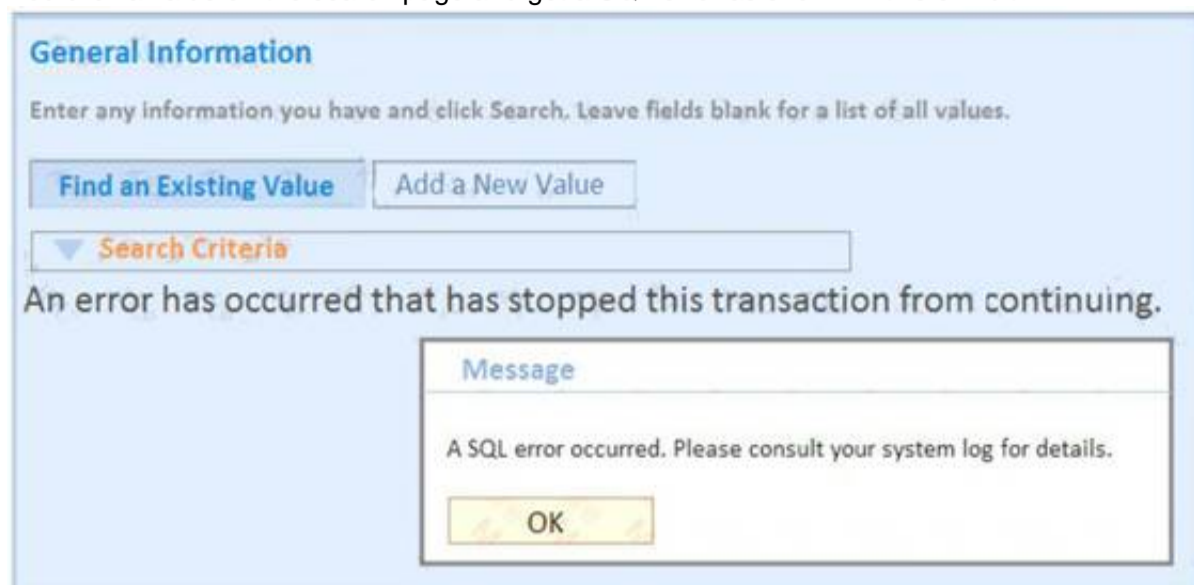 General Information
Enter any information you have and click Search. Leave fields blank for a list of all values.
Find an Existing Value Add a New Value
Search Criteria
An error has occurred that has stopped this transaction from continuing.
Message
A SQL error occurred. Please consult your system log for details.
OK